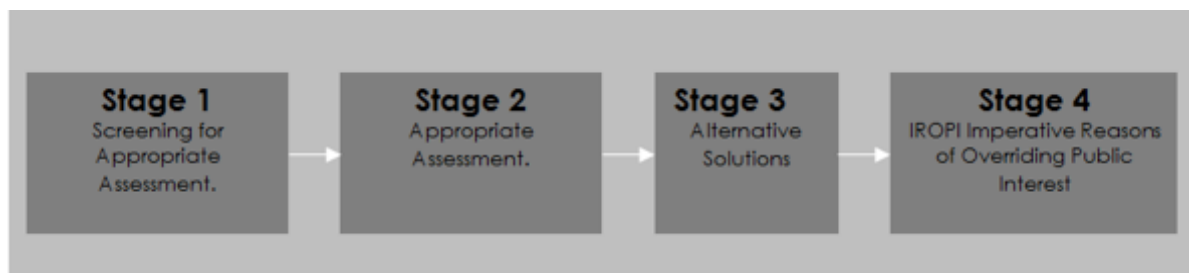 Stage 1
Screening for
Appropriate
Assessment.
Stage 2
Appropriate
Assessment.
Stage 3
Alternative
Solutions
Stage 4
IROPI Imperative Reasons
of Overriding Public
Interest